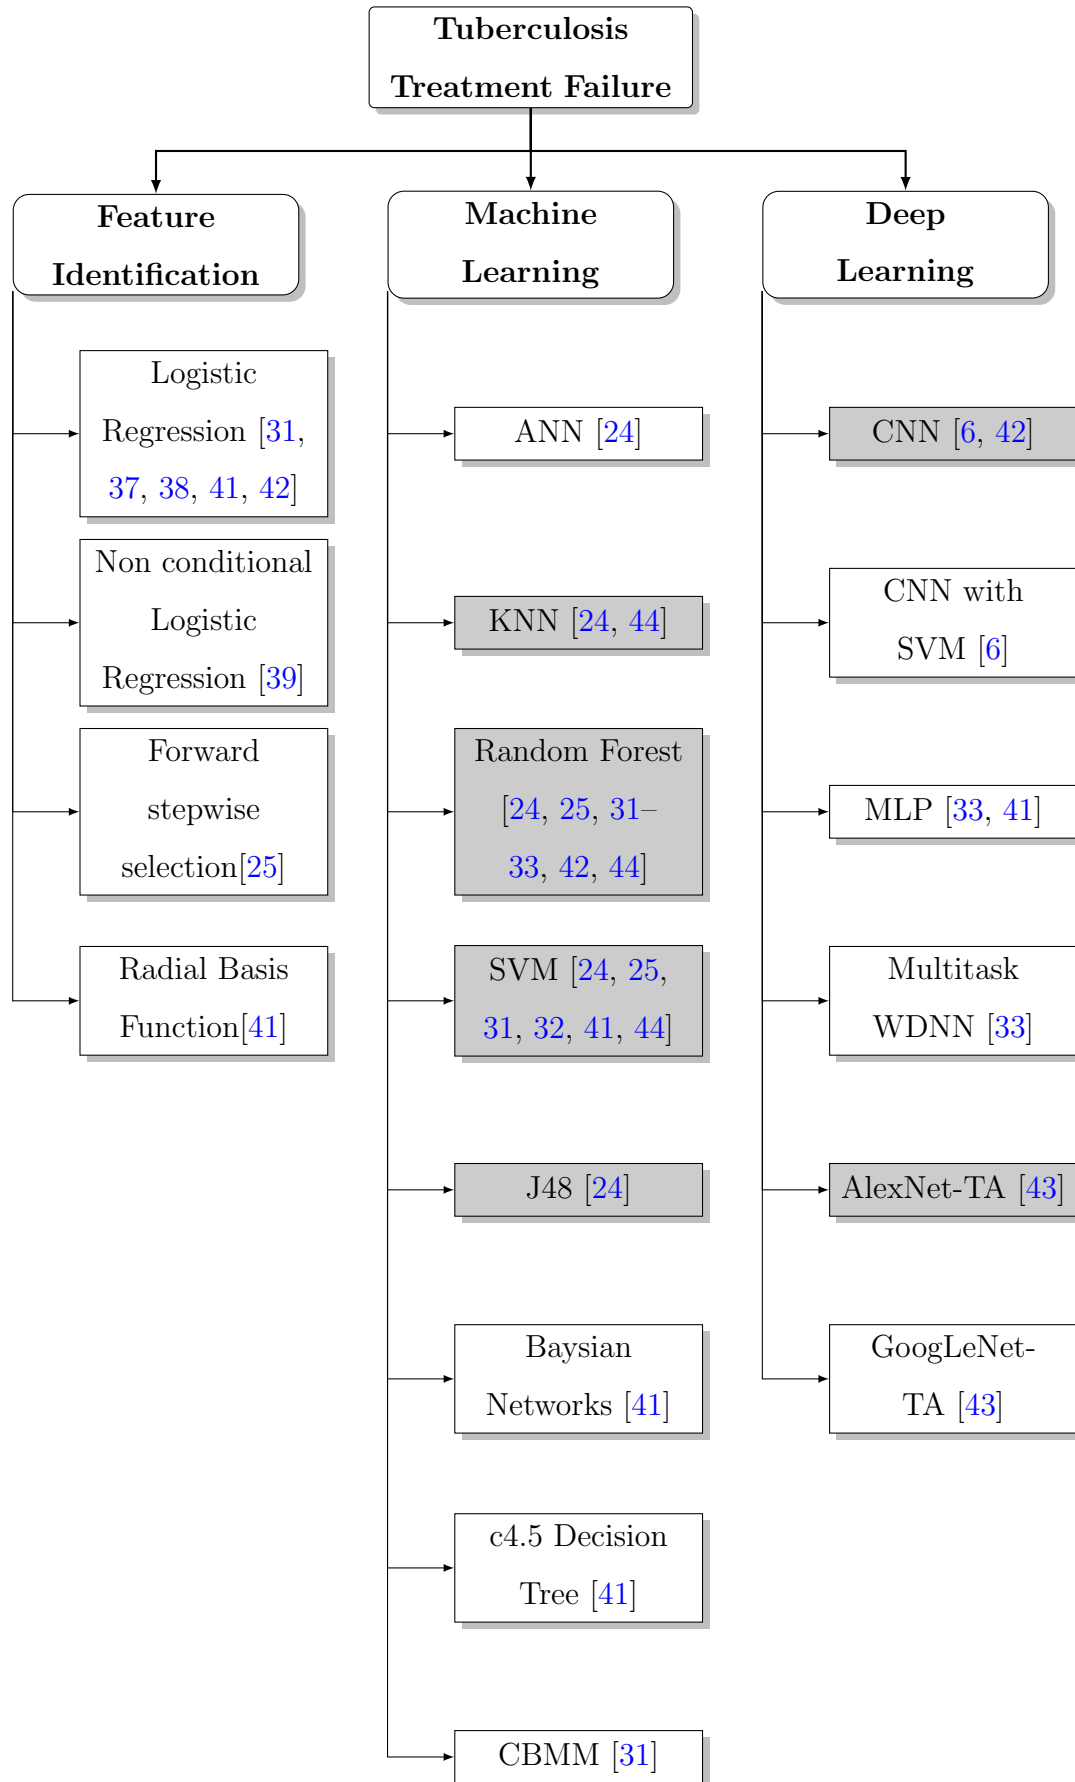 Tuberculosis
Treatment Failure
Feature
Identification
Logistic
Regression [31,
37, 38, 41, 42]
Non conditional
Logistic
Regression [39]
Forward
stepwise
selection[25]
Radial Basis
Function[41]
Machine
Learning
ANN [24]
KNN [24, 44]
Random Forest
[24, 25, 31–
33, 42, 44]
SVM [24, 25,
31, 32, 41, 44]
J48 [24]
Baysian
Networks [41]
c4.5 Decision
Tree [41]
CBMM [31]
Deep
Learning
CNN [6, 42]
CNN with
SVM [6]
MLP [33, 41]
Multitask
WDNN [33]
AlexNet-TA [43]
GoogLeNet-
TA [43]